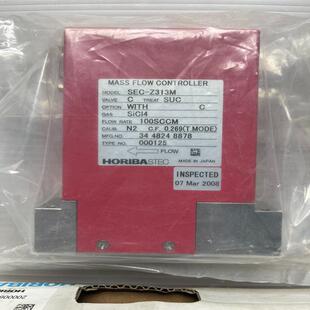 MASS FLOW CONTROLLER
MODEL SEC-Z313M
VALVE C TREAT SUC
OPTION WITH C
GAS SiCl4
FLOW RATE 100SCCM
CALIB. N2 C.F. 0.269(T.MODE)
MFG NO. 34 4824 8878
TYPE NO. 000125
FLOW
HORIBASTEC MADE IN JAPAN
INSPECTED
07 Mar 2008
HORIBA